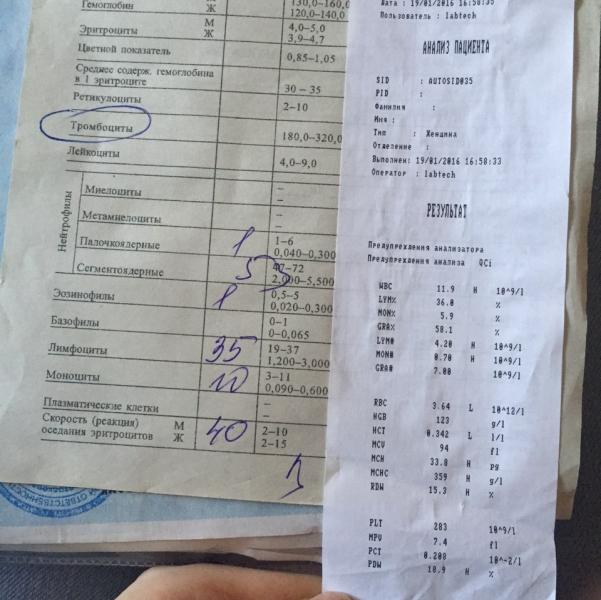 Гемоглобин 130,0–160,0
120,0–140,0
Эритроциты М 4,0–5,0
Ж 3,9–4,7
Цветной показатель 0,85–1,05
Среднее содерж. гемоглобина
в 1 эритроците 30 – 35
Ретикулоциты 2–10
Тромбоциты 180,0–320,0
Лейкоциты 4,0–9,0
Нейтрофилы
Миелоциты –
–
Метамиелоциты –
–
Палочкоядерные 1 1–6
0,040–0,300
Сегментоядерные 53 47–72
2,000–5,500
Эозинофилы 1 0,5–5
0,020–0,300
Базофилы 0–1
0–0,065
Лимфоциты 35 19–37
1,200–3,000
Моноциты 10 3–11
0,090–0,600
Плазматические клетки –
–
Скорость (реакция) М 2–10
оседания эритроцитов Ж 40 2–15
Дата : 19/01/2016 16:58:35
Пользователь : labtech
АНАЛИЗ ПАЦИЕНТА
SID : AUTOSID035
PID :
Фамилия :
Имя :
Тип : Женщина
Отделение :
Выполнен: 19/01/2016 16:58:33
Оператор : labtech
РЕЗУЛЬТАТ
Предупреждения анализатора
Предупреждения анализа QCi
WBC 11.9 H 10^9/l
LYM% 36.0 %
MON% 5.9 %
GRA% 58.1 %
LYM# 4.20 H 10^9/l
MON# 0.70 H 10^9/l
GRA# 7.00 10^9/l
RBC 3.64 L 10^12/l
HGB 123 g/l
HCT 0.342 L l/l
MCV 94 fl
MCH 33.8 H pg
MCHC 359 H g/l
RDW 15.3 H %
PLT 283 10^9/l
MPV 7.4 fl
PCT 0.208 10^-2/l
PDW 18.9 H %